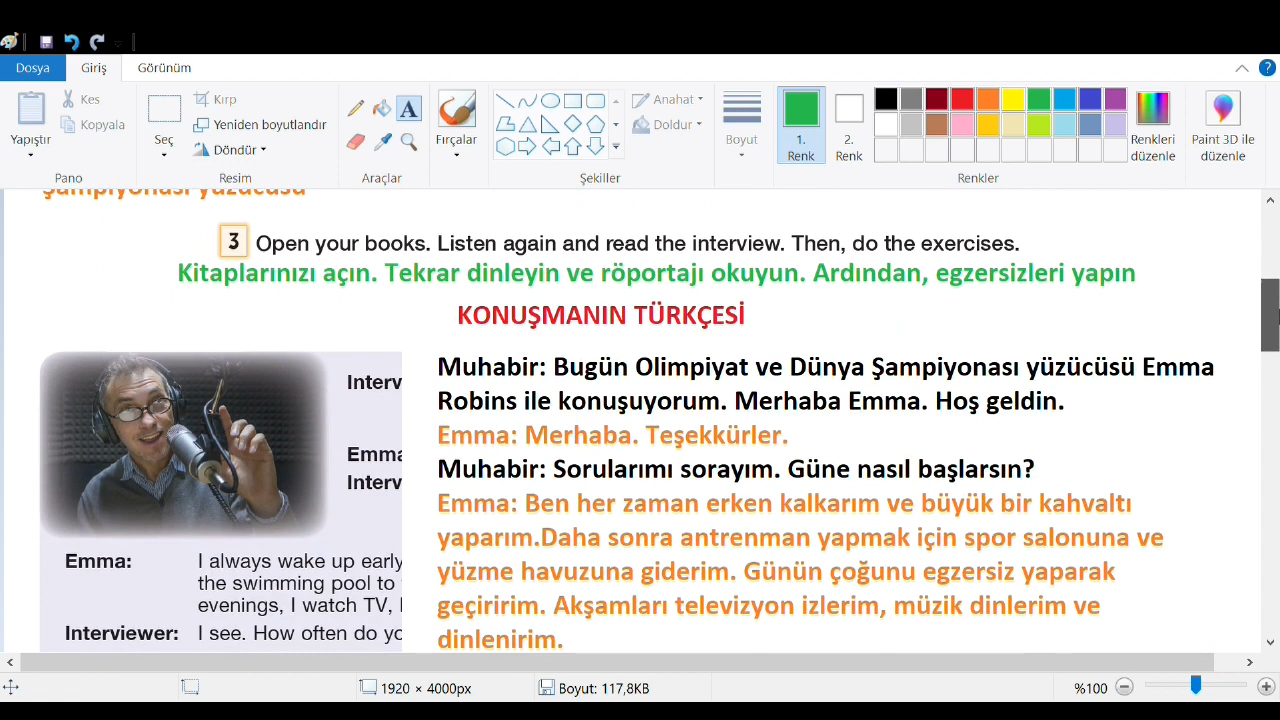 Dosya
Giriş
Görünüm
Yapıştır
Kes
Kopyala
Pano
Seç
Kırp
Yeniden boyutlandır
Döndür
Resim
A
Araçlar
Fırçalar
Anahat
Doldur
Şekiller
Boyut
1.
Renk
2.
Renk
Renkler
Renkleri
düzenle
Paint 3D ile
düzenle
?
Şampiyonası yüzücüsü
3 Open your books. Listen again and read the interview. Then, do the exercises.
Kitaplarınızı açın. Tekrar dinleyin ve röportajı okuyun. Ardından, egzersizleri yapın
KONUŞMANIN TÜRKÇESİ
Interv
Emma
Interv
Emma: I always wake up early
the swimming pool to
evenings, I watch TV,
Interviewer: I see. How often do yo
Muhabir: Bugün Olimpiyat ve Dünya Şampiyonası yüzücüsü Emma
Robins ile konuşuyorum. Merhaba Emma. Hoş geldin.
Emma: Merhaba. Teşekkürler.
Muhabir: Sorularımı sorayım. Güne nasıl başlarsın?
Emma: Ben her zaman erken kalkarım ve büyük bir kahvaltı
yaparım.Daha sonra antrenman yapmak için spor salonuna ve
yüzme havuzuna giderim. Günün çoğunu egzersiz yaparak
geçiririm. Akşamları televizyon izlerim, müzik dinlerim ve
dinlenirim.
1920 × 4000px
Boyut: 117,8KB
%100